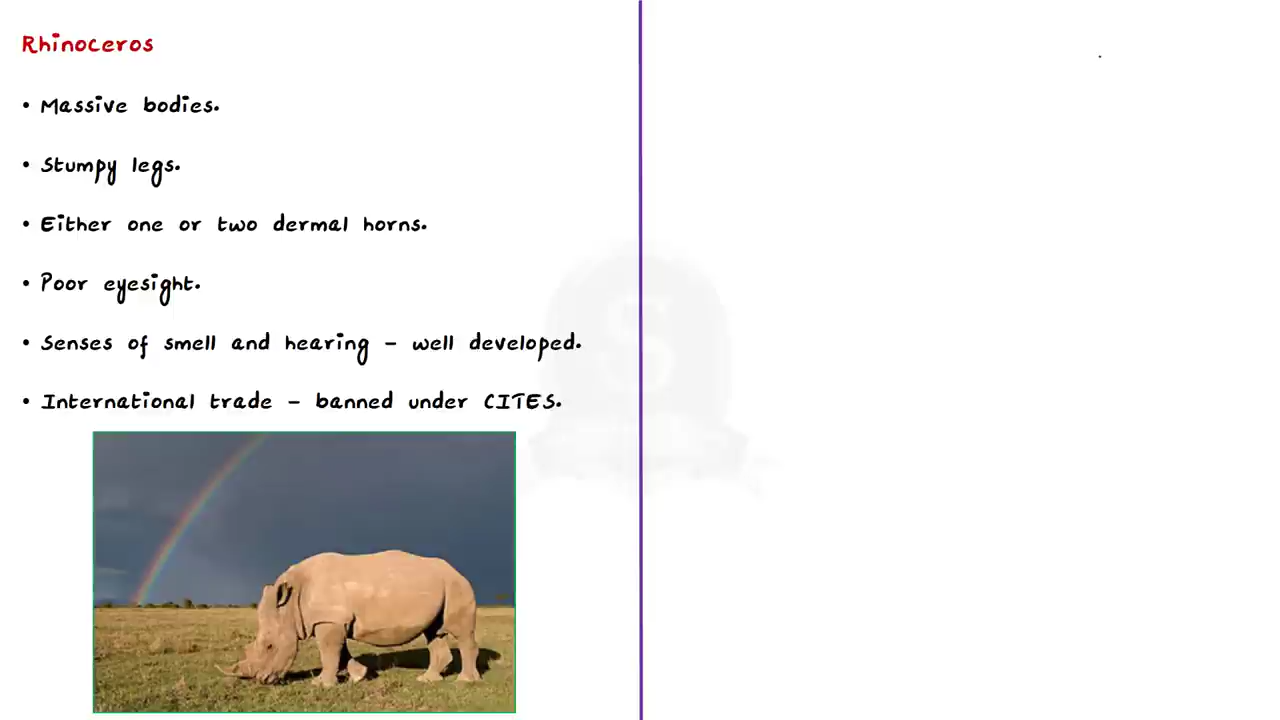 Rhinoceros
• Massive bodies.
• Stumpy legs.
• Either one or two dermal horns.
• Poor eyesight.
• Senses of smell and hearing – well developed.
• International trade – banned under CITES.
S